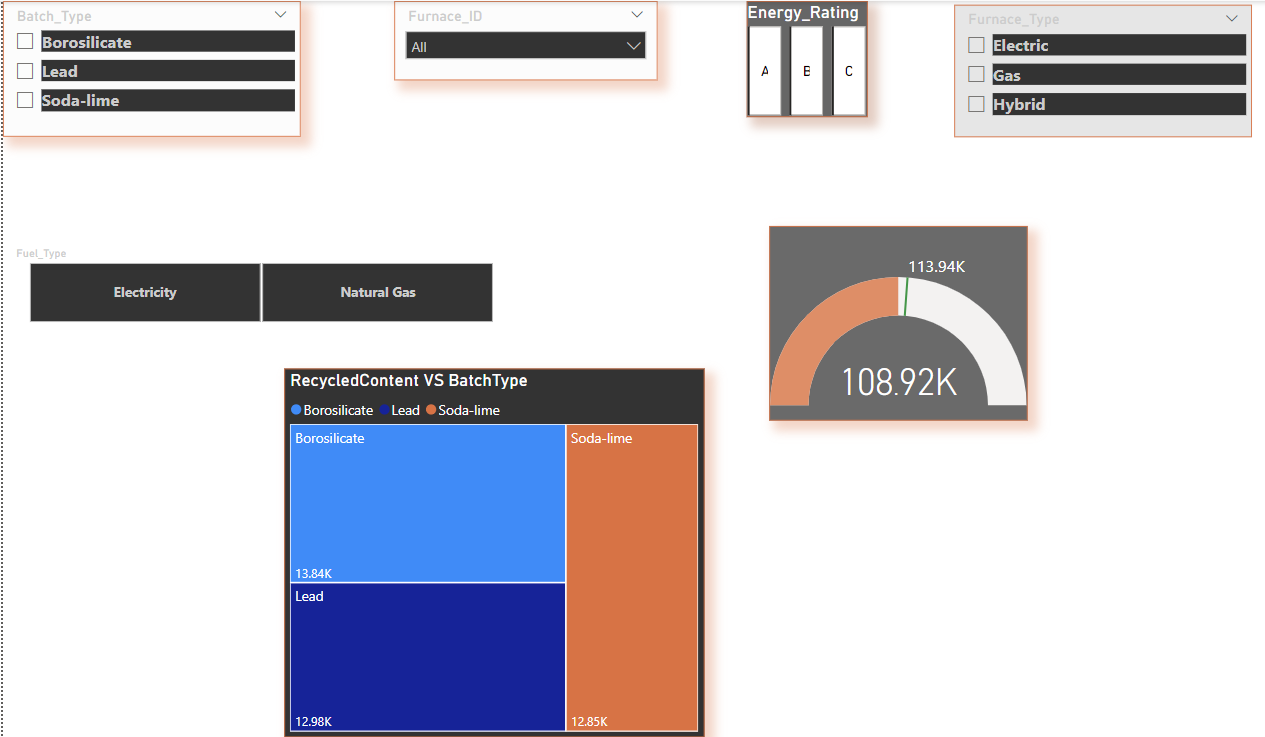 Batch_Type
Borosilicate
Lead
Soda-lime
Furnace_ID
All
Energy_Rating
A B C
Furnace_Type
Electric
Gas
Hybrid
Fuel_Type
Electricity Natural Gas
113.94K
108.92K
RecycledContent VS BatchType
Borosilicate Lead Soda-lime
Borosilicate
13.84K
Lead
12.98K
Soda-lime
12.85K